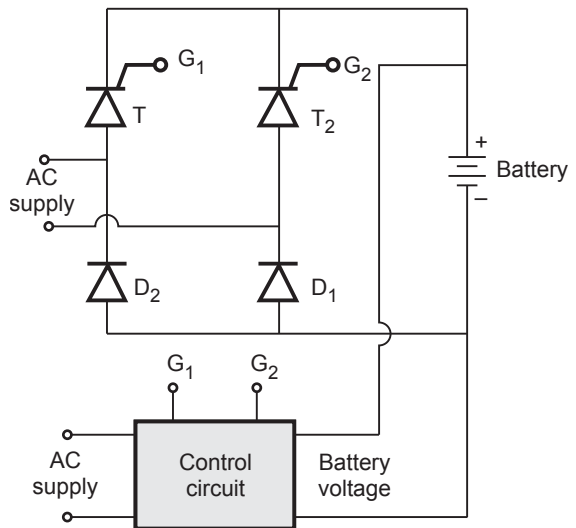 G1
G2
T
T2
+
AC
supply
Battery
–
D2
D1
G1
G2
AC
supply
Control
circuit
Battery
voltage